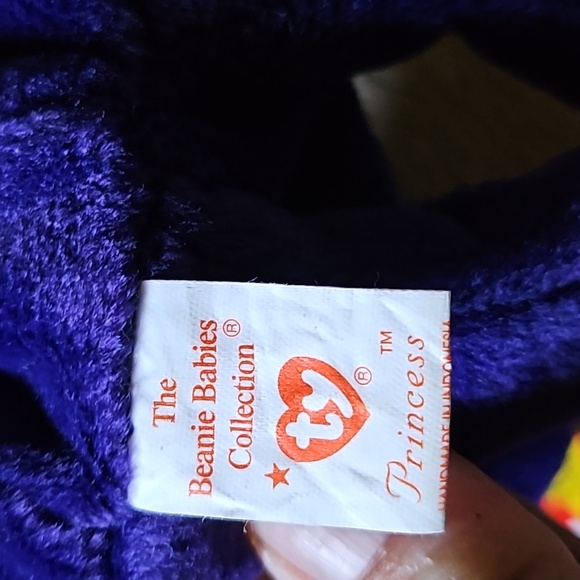 The
Beanie Babies ®
Collection
ty ®
Princess ™
HANDMADE IN INDONESIA